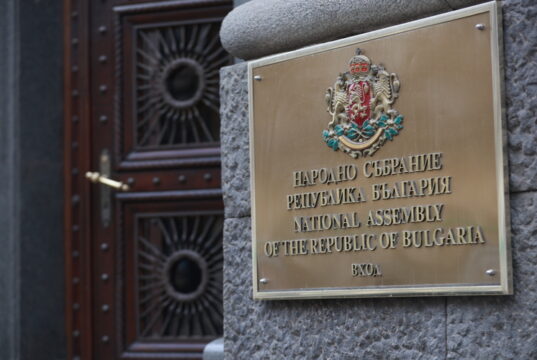 НАРОДНО СЪБРАНИЕ
РЕПУБЛИКА БЪЛГАРИЯ
NATIONAL ASSEMBLY
OF THE REPUBLIC OF BULGARIA
ВХОД